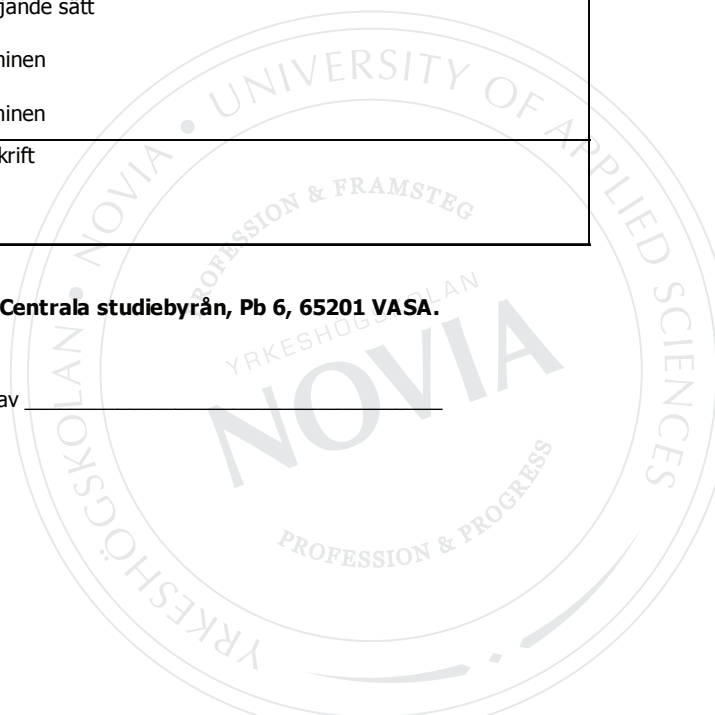 jande sätt
ninen
ninen
krift
Centrala studiebyrån, Pb 6, 65201 VASA.
av ____________________________________
YRKESHÖGSKOLAN • NOVIA • UNIVERSITY OF APPLIED SCIENCES
PROFESSION & FRAMSTEG
YRKESHÖGSKOLAN
NOVIA
PROFESSION & PROGRESS